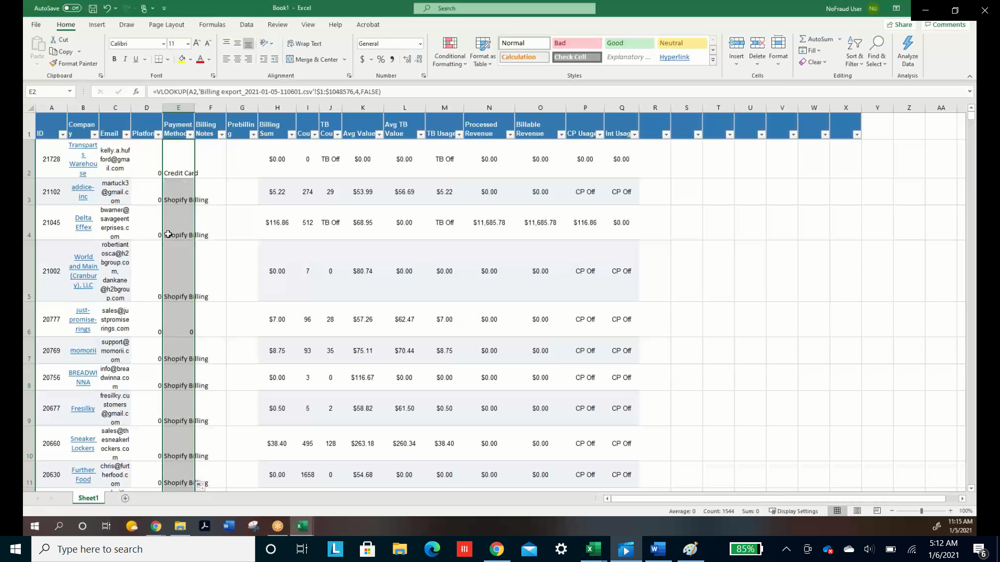 AutoSave Off Book1 - Excel Search NoFraud User NU
File Home Insert Draw Page Layout Formulas Data Review View Help Acrobat Share Comments
Cut Calibri 11 Wrap Text General Normal Bad Good Neutral AutoSum
Paste Copy Conditional Formatting Format as Table Calculation Check Cell Explanatory ... Hyperlink Insert Delete Format Fill Sort & Filter Find & Select Analyze Data
Format Painter B I U Merge & Center $ % Clear
Clipboard Font Alignment Number Styles Cells Editing Analysis
E2 fx =VLOOKUP(A2,'Billing export_2021-01-05-110601.csv'!$1:$1048576,4,FALSE)
A B C D E F G H I J K L M N O P Q R S T U V W X Y Z AA
1 ID Company Email Platforn Payment Methoc Billing Notes Prebilling Billing Sum Cou TB Cou Avg Value Avg TB Value TB Usage Processed Revenue Billable Revenue CP Usage Int Usag
2 21728 Transparts Warehouse kelly.a.hufford@gmail.com 0 Credit Card $0.00 0 TB Off $0.00 $0.00 TB Off $0.00 $0.00 $0.00 $0.00
3 21102 addice-inc martuck3@gmail.com 0 Shopify Billing $5.22 274 29 $53.99 $56.69 $5.22 $0.00 $0.00 CP Off CP Off
4 21045 Delta Effex bwarner@savageenterprises.com 0 Shopify Billing $116.86 512 TB Off $68.95 $0.00 TB Off $11,685.78 $11,685.78 $116.86 $0.00
5 21002 World and Main (Cranbury), LLC robertiantosca@h2bgroup.com, dankane@h2bgroup.com 0 Shopify Billing $0.00 7 0 $80.74 $0.00 $0.00 $0.00 $0.00 CP Off CP Off
6 20777 just-promise-rings sales@justpromiserings.com 0 0 $7.00 96 28 $57.26 $62.47 $7.00 $0.00 $0.00 CP Off CP Off
7 20769 momorii support@momorii.com 0 Shopify Billing $8.75 93 35 $75.11 $70.44 $8.75 $0.00 $0.00 CP Off CP Off
8 20756 BREADWINNA info@breadwinna.com 0 Shopify Billing $0.00 3 0 $116.67 $0.00 $0.00 $0.00 $0.00 CP Off CP Off
9 20677 Fresilky fresilky.customers@gmail.com 0 Shopify Billing $0.50 5 2 $58.82 $61.50 $0.50 $0.00 $0.00 CP Off CP Off
10 20660 Sneaker Lockers sales@thesneakerlockers.com 0 Shopify Billing $38.40 495 128 $263.18 $260.34 $38.40 $0.00 $0.00 CP Off CP Off
11 20630 Further Food chris@furtherfood.com 0 Shopify Billing $0.00 1658 0 $54.68 $0.00 $0.00 $0.00 $0.00 CP Off CP Off
Sheet1
Average: 0 Count: 1544 Sum: 0 Display Settings 100%
11:15 AM
1/5/2021
Type here to search 85% 5:12 AM
1/6/2021 6